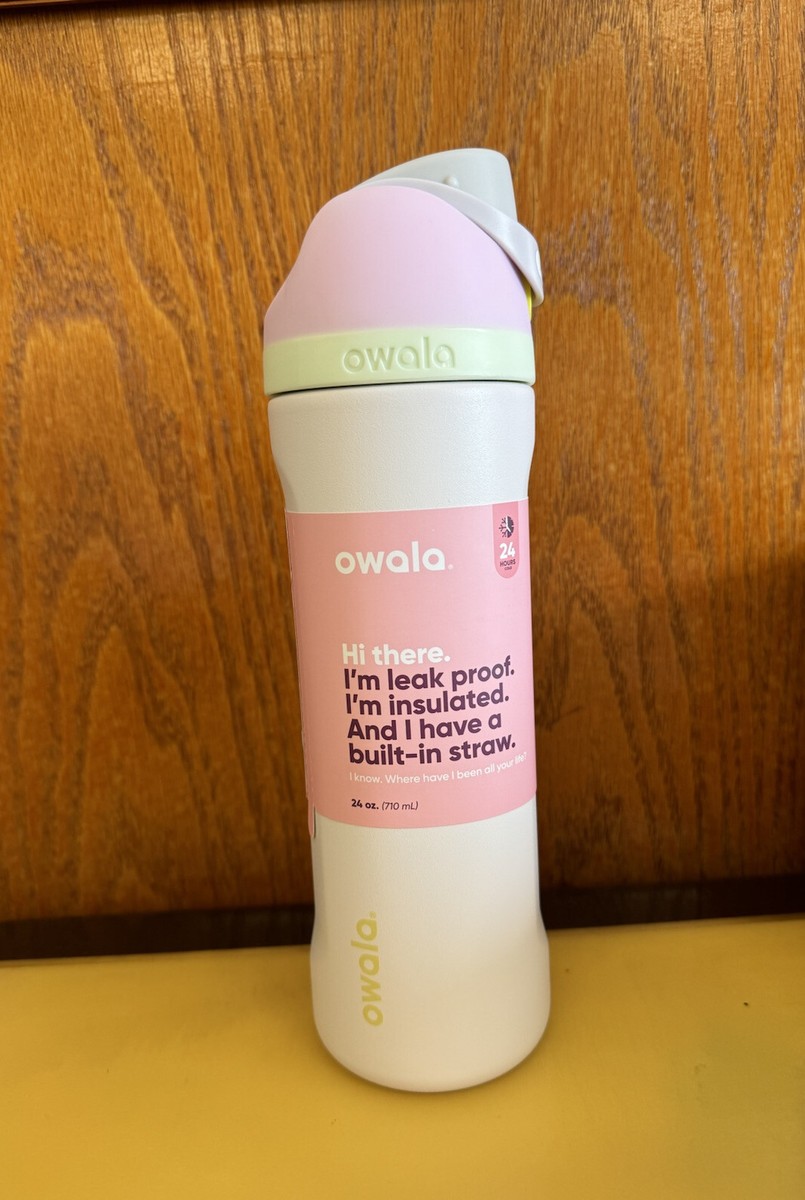 owala
owala.
24
HOURS
COLD
Hi there.
I’m leak proof.
I’m insulated.
And I have a
built-in straw.
I know. Where have I been all your life?
24 oz. (710 mL)
owala.